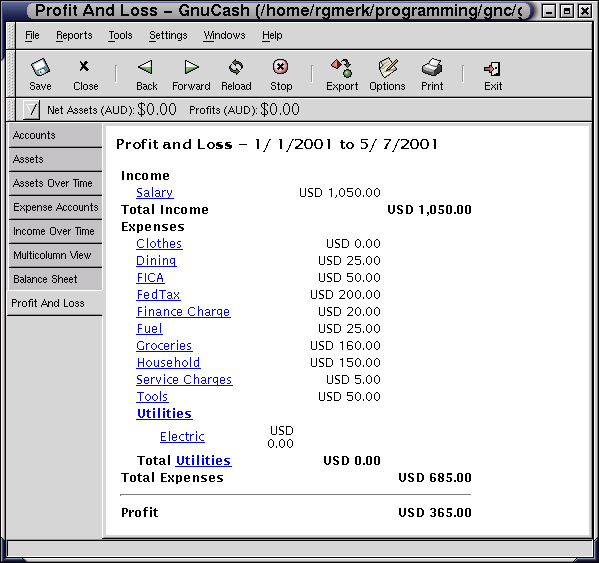 Profit And Loss – GnuCash (/home/rgmerk/programming/gnc/g
File Reports Tools Settings Windows Help
Save Close Back Forward Reload Stop Export Options Print Exit
Net Assets (AUD): $0.00 Profits (AUD): $0.00
Accounts
Assets
Assets Over Time
Expense Accounts
Income Over Time
Multicolumn View
Balance Sheet
Profit And Loss
Profit and Loss – 1/ 1/2001 to 5/ 7/2001
Income
Salary USD 1,050.00
Total Income USD 1,050.00
Expenses
Clothes USD 0.00
Dining USD 25.00
FICA USD 50.00
FedTax USD 200.00
Finance Charge USD 20.00
Fuel USD 25.00
Groceries USD 160.00
Household USD 150.00
Service Charges USD 5.00
Tools USD 50.00
Utilities
Electric USD
0.00
Total Utilities USD 0.00
Total Expenses USD 685.00
Profit USD 365.00